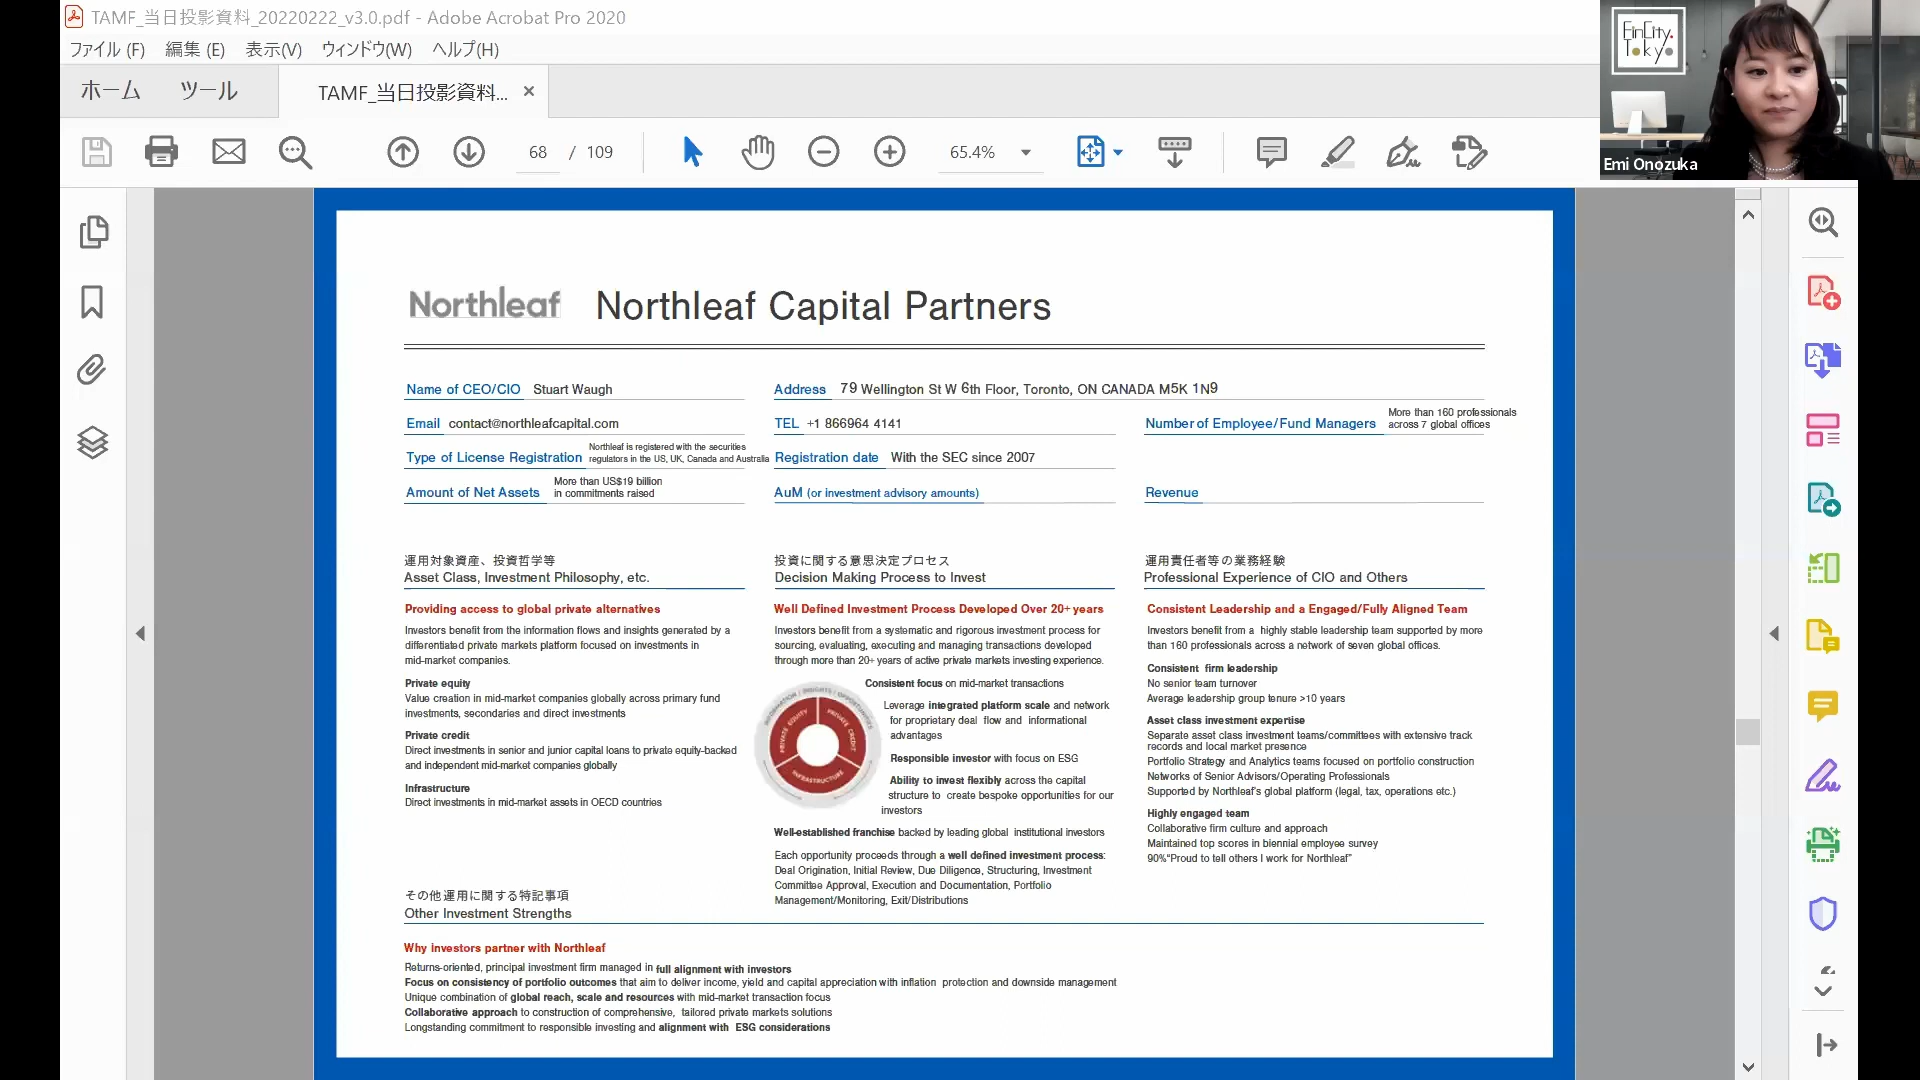 TAMF_当日投影資料_20220222_v3.0.pdf - Adobe Acrobat Pro 2020
ファイル (F) 編集 (E) 表示(V) ウィンドウ(W) ヘルプ(H)
ホーム ツール TAMF_当日投影資料... ×
68 / 109 65.4%
FinCity.
Tokyo
Emi Onozuka
Northleaf Northleaf Capital Partners
Name of CEO/CIO Stuart Waugh
Address 79 Wellington St W 6th Floor, Toronto, ON CANADA M5K 1N9
Email contact@northleafcapital.com
TEL +1 866964 4141
Number of Employee/Fund Managers More than 160 professionals
across 7 global offices
Type of License Registration Northleaf is registered with the securities
regulators in the US, UK, Canada and Australia
Registration date With the SEC since 2007
Amount of Net Assets More than US$19 billion
in commitments raised
AuM (or investment advisory amounts)
Revenue
運用対象資産、投資哲学等
Asset Class, Investment Philosophy, etc.
Providing access to global private alternatives
Investors benefit from the information flows and insights generated by a
differentiated private markets platform focused on investments in
mid-market companies.
Private equity
Value creation in mid-market companies globally across primary fund
investments, secondaries and direct investments
Private credit
Direct investments in senior and junior capital loans to private equity-backed
and independent mid-market companies globally
Infrastructure
Direct investments in mid-market assets in OECD countries
投資に関する意思決定プロセス
Decision Making Process to Invest
Well Defined Investment Process Developed Over 20+ years
Investors benefit from a systematic and rigorous investment process for
sourcing, evaluating, executing and managing transactions developed
through more than 20+ years of active private markets investing experience.
INFORMATION | INSIGHTS | OPPORTUNITIES
PRIVATE EQUITY
PRIVATE CREDIT
INFRASTRUCTURE
Consistent focus on mid-market transactions
Leverage integrated platform scale and network
for proprietary deal flow and informational
advantages
Responsible investor with focus on ESG
Ability to invest flexibly across the capital
structure to create bespoke opportunities for our
investors
Well-established franchise backed by leading global institutional investors
Each opportunity proceeds through a well defined investment process:
Deal Origination, Initial Review, Due Diligence, Structuring, Investment
Committee Approval, Execution and Documentation, Portfolio
Management/Monitoring, Exit/Distributions
運用責任者等の業務経験
Professional Experience of CIO and Others
Consistent Leadership and a Engaged/Fully Aligned Team
Investors benefit from a highly stable leadership team supported by more
than 160 professionals across a network of seven global offices.
Consistent firm leadership
No senior team turnover
Average leadership group tenure >10 years
Asset class investment expertise
Separate asset class investment teams/committees with extensive track
records and local market presence
Portfolio Strategy and Analytics teams focused on portfolio construction
Networks of Senior Advisors/Operating Professionals
Supported by Northleaf's global platform (legal, tax, operations etc.)
Highly engaged team
Collaborative firm culture and approach
Maintained top scores in biennial employee survey
90%“Proud to tell others I work for Northleaf”
その他運用に関する特記事項
Other Investment Strengths
Why investors partner with Northleaf
Returns-oriented, principal investment firm managed in full alignment with investors
Focus on consistency of portfolio outcomes that aim to deliver income, yield and capital appreciation with inflation protection and downside management
Unique combination of global reach, scale and resources with mid-market transaction focus
Collaborative approach to construction of comprehensive, tailored private markets solutions
Longstanding commitment to responsible investing and alignment with ESG considerations